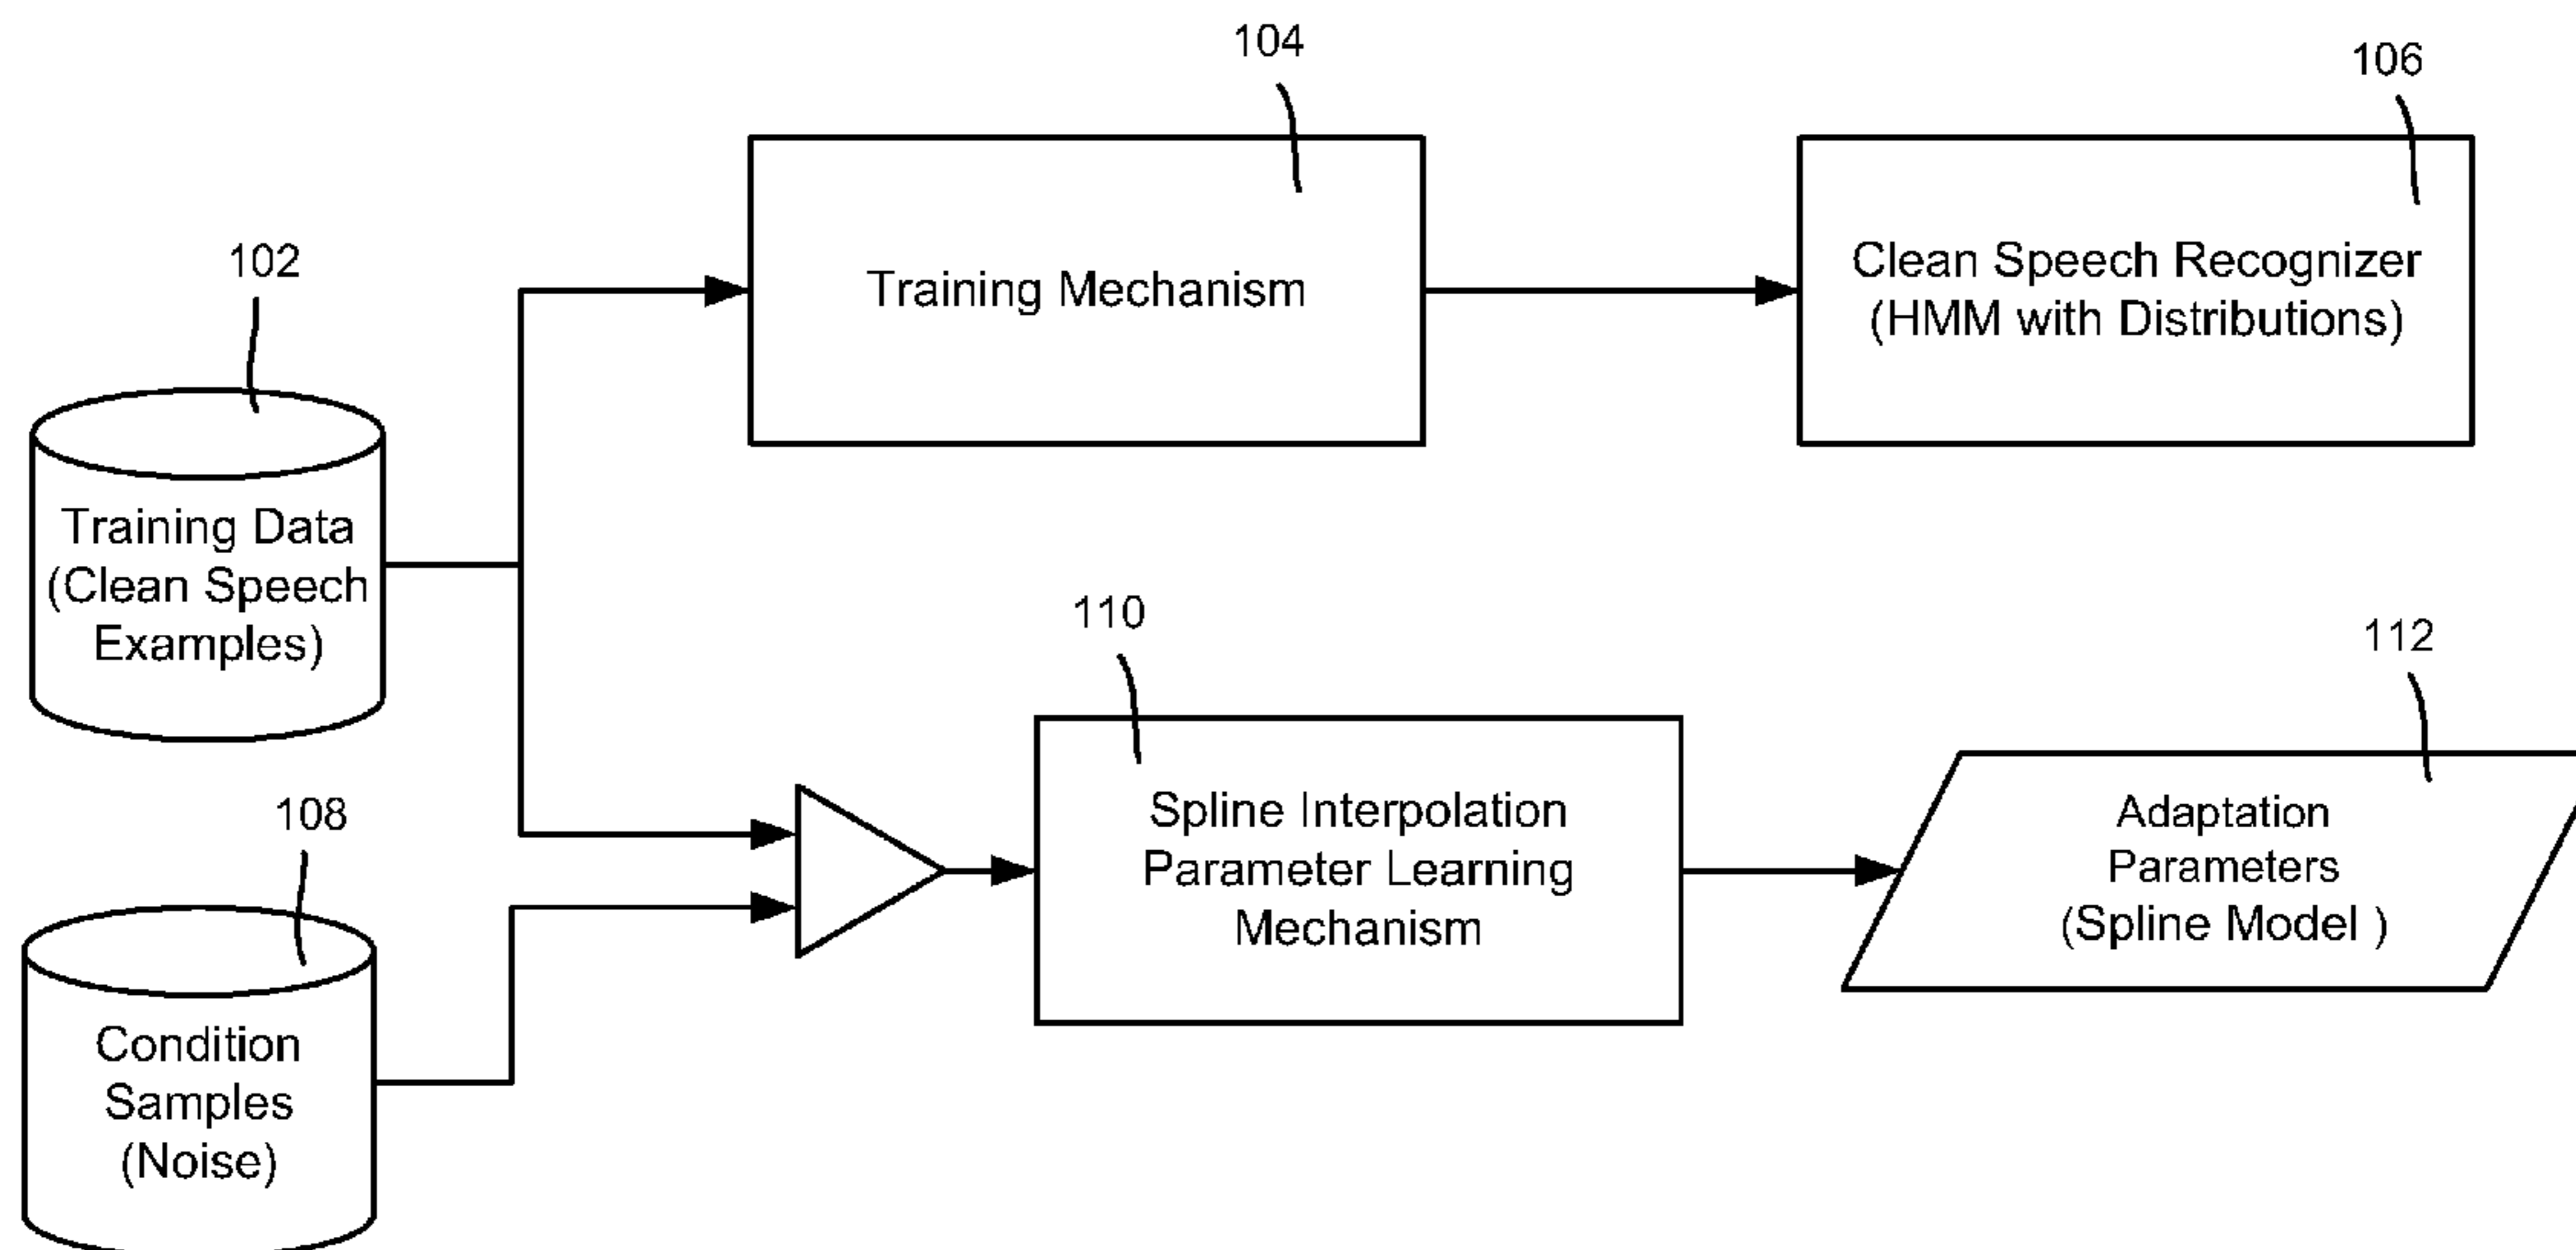 104
106
Training Mechanism
Clean Speech Recognizer
(HMM with Distributions)
102
Training Data
(Clean Speech
Examples)
110
Spline Interpolation
Parameter Learning
Mechanism
112
Adaptation
Parameters
(Spline Model )
108
Condition
Samples
(Noise)